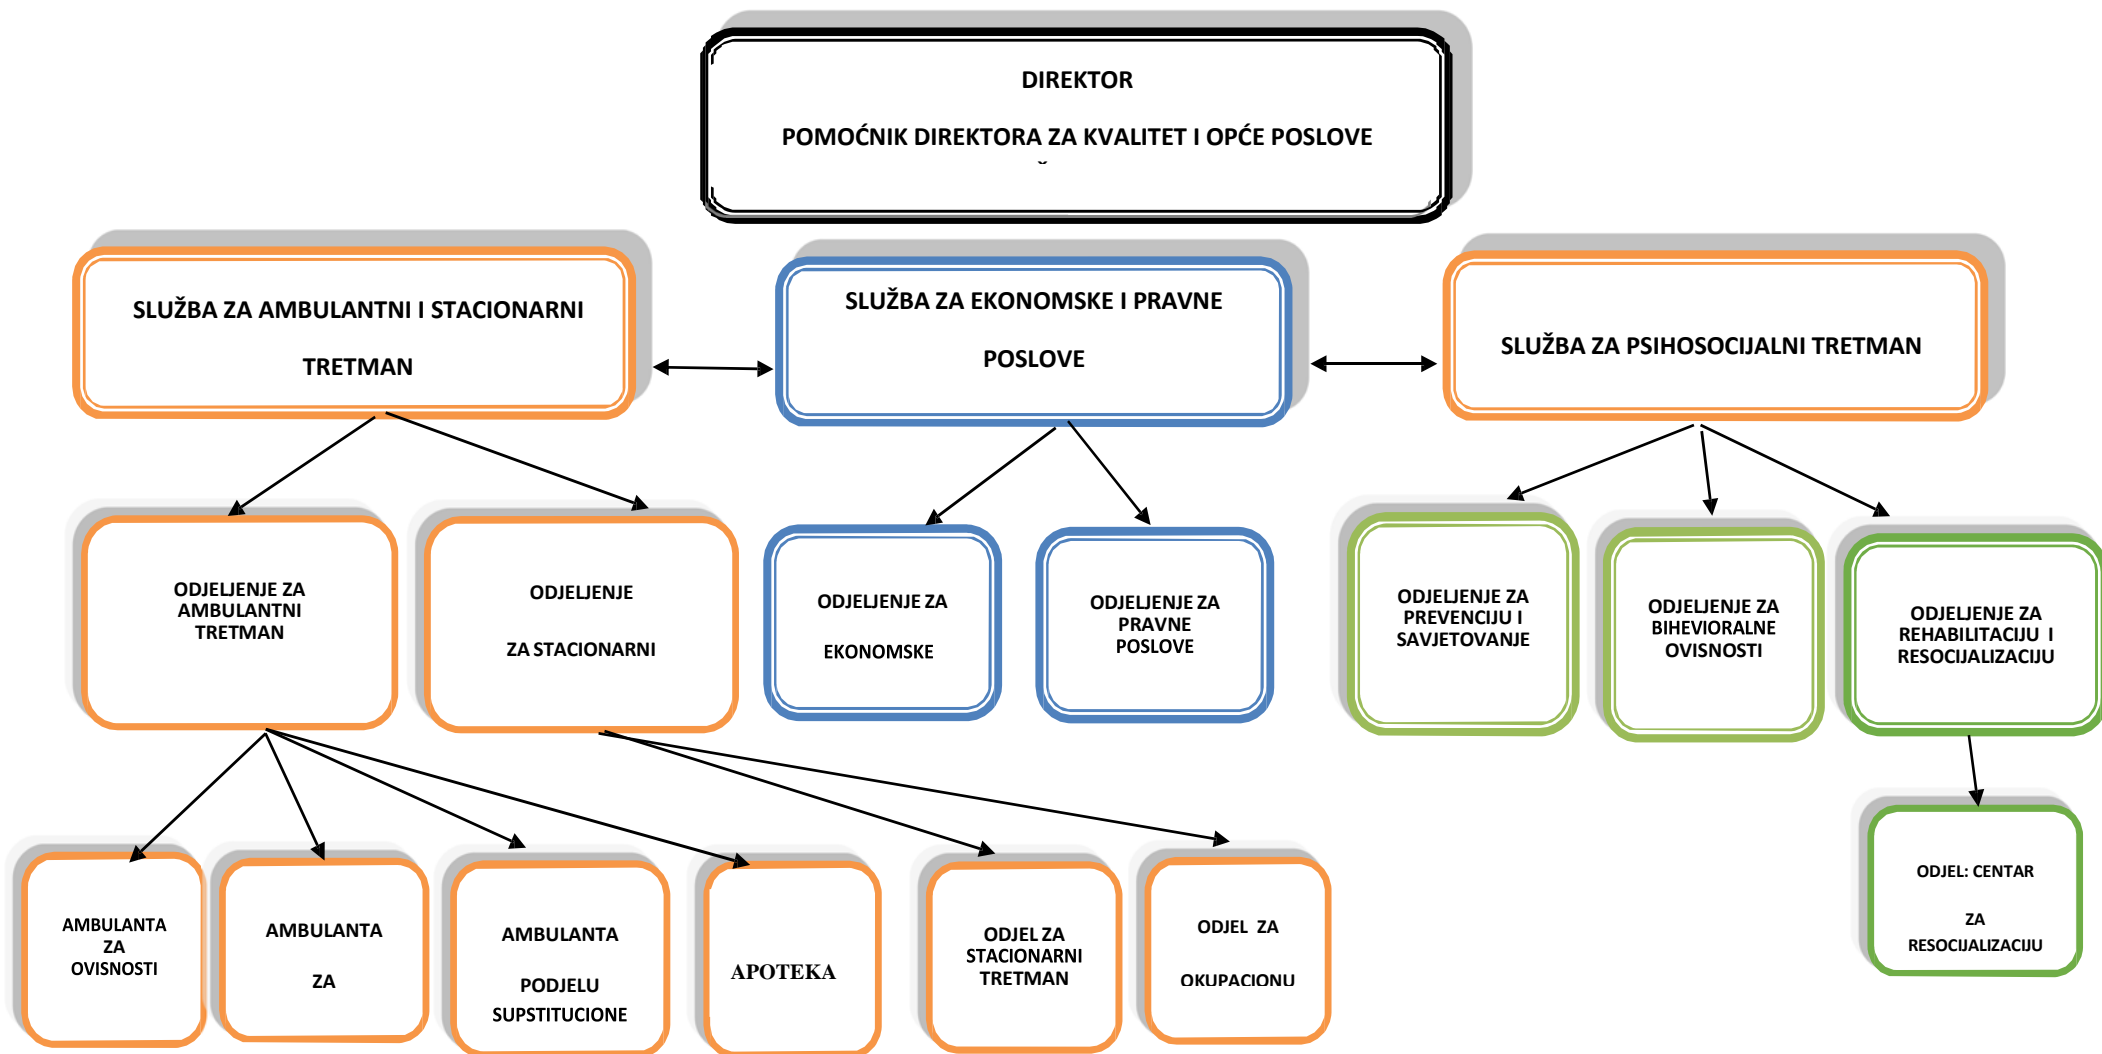 DIREKTOR
POMOĆNIK DIREKTORA ZA KVALITET I OPĆE POSLOVE
SLUŽBA ZA AMBULANTNI I STACIONARNI
TRETMAN
SLUŽBA ZA EKONOMSKE I PRAVNE
POSLOVE
SLUŽBA ZA PSIHOSOCIJALNI TRETMAN
ODJELJENJE ZA
AMBULANTNI
TRETMAN
ODJELJENJE
ZA STACIONARNI
ODJELJENJE ZA
EKONOMSKE
ODJELJENJE ZA
PRAVNE
POSLOVE
ODJELJENJE ZA
PREVENCIJU I
SAVJETOVANJE
ODJELJENJE ZA
BIHEVIORALNE
OVISNOSTI
ODJELJENJE ZA
REHABILITACIJU I
RESOCIJALIZACIJU
AMBULANTA
ZA
OVISNOSTI
AMBULANTA
ZA
AMBULANTA
PODJELU
SUPSTITUCIONE
APOTEKA
ODJEL ZA
STACIONARNI
TRETMAN
ODJEL ZA
OKUPACIONU
ODJEL: CENTAR
ZA
RESOCIJALIZACIJU